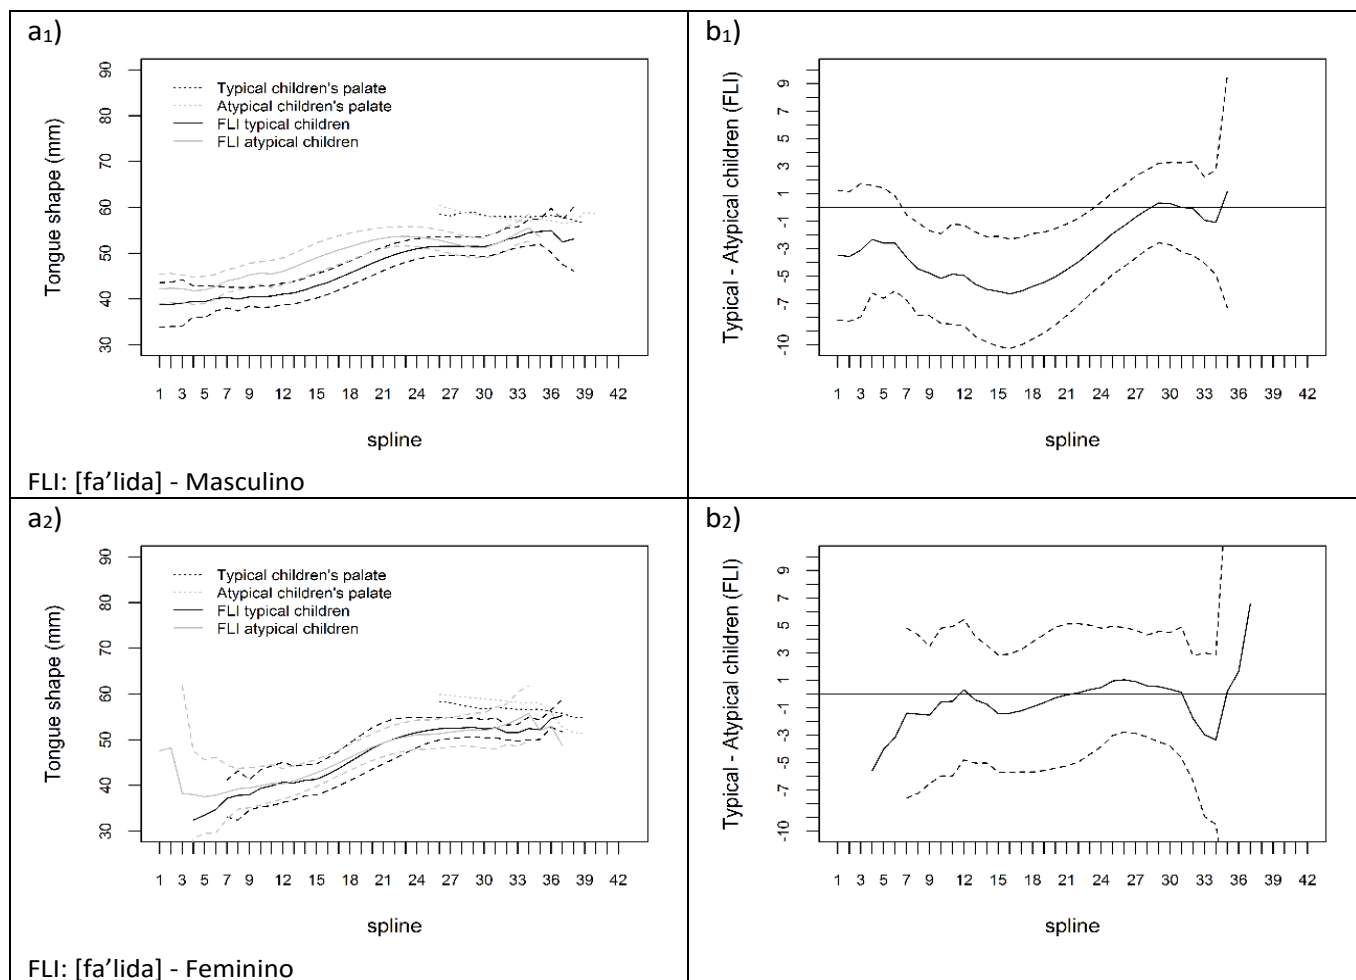 a₁)
Tongue shape (mm)
90
80
70
60
50
40
30
Typical children's palate
Atypical children's palate
FLI typical children
FLI atypical children
1 3 5 7 9 12 15 18 21 24 27 30 33 36 39 42
spline
FLI: [fa'lida] - Masculino
b₁)
Typical - Atypical children (FLI)
9
7
5
3
1
-1
-3
-5
-7
-10
1 3 5 7 9 12 15 18 21 24 27 30 33 36 39 42
spline
a₂)
Tongue shape (mm)
90
80
70
60
50
40
30
Typical children's palate
Atypical children's palate
FLI typical children
FLI atypical children
1 3 5 7 9 12 15 18 21 24 27 30 33 36 39 42
spline
FLI: [fa'lida] - Feminino
b₂)
Typical - Atypical children (FLI)
9
7
5
3
1
-1
-3
-5
-7
-10
1 3 5 7 9 12 15 18 21 24 27 30 33 36 39 42
spline